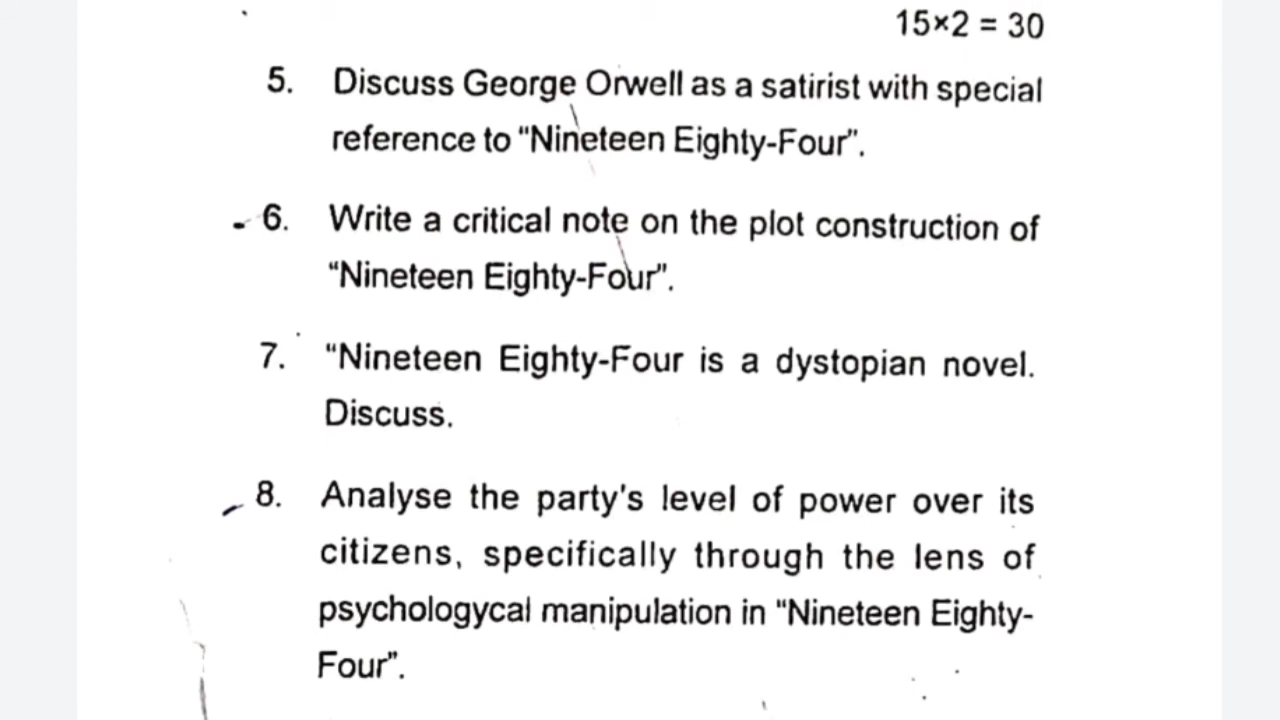 15×2 = 30
5. Discuss George Orwell as a satirist with special
reference to “Nineteen Eighty-Four”.
6. Write a critical note on the plot construction of
“Nineteen Eighty-Four”.
7. “Nineteen Eighty-Four is a dystopian novel.
Discuss.
8. Analyse the party's level of power over its
citizens, specifically through the lens of
psychologycal manipulation in “Nineteen Eighty-
Four”.